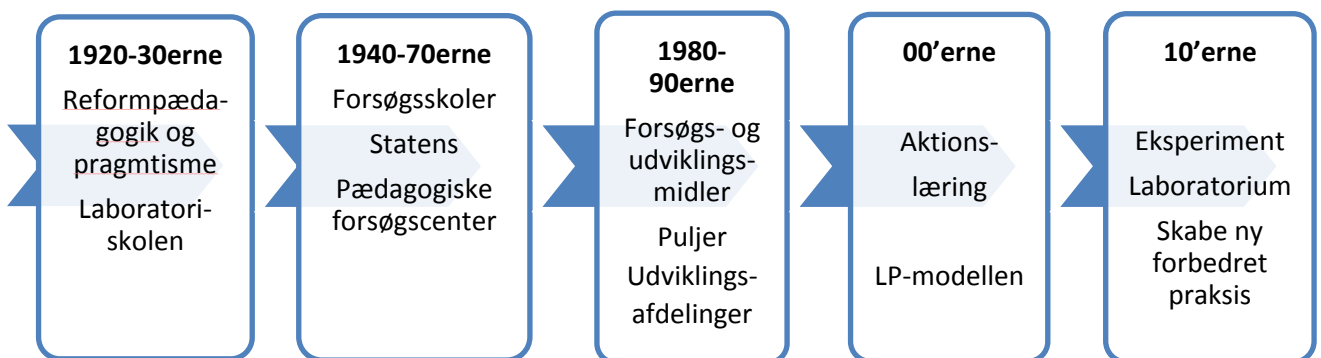 1920-30erne
Reformpæda-
gogik og
pragmtisme
Laboratori-
skolen
1940-70erne
Forsøgsskoler
Statens
Pædagogiske
forsøgscenter
1980-
90erne
Forsøgs- og
udviklings-
midler
Puljer
Udviklings-
afdelinger
00’erne
Aktions-
læring
LP-modellen
10’erne
Eksperiment
Laboratorium
Skabe ny
forbedret
praksis